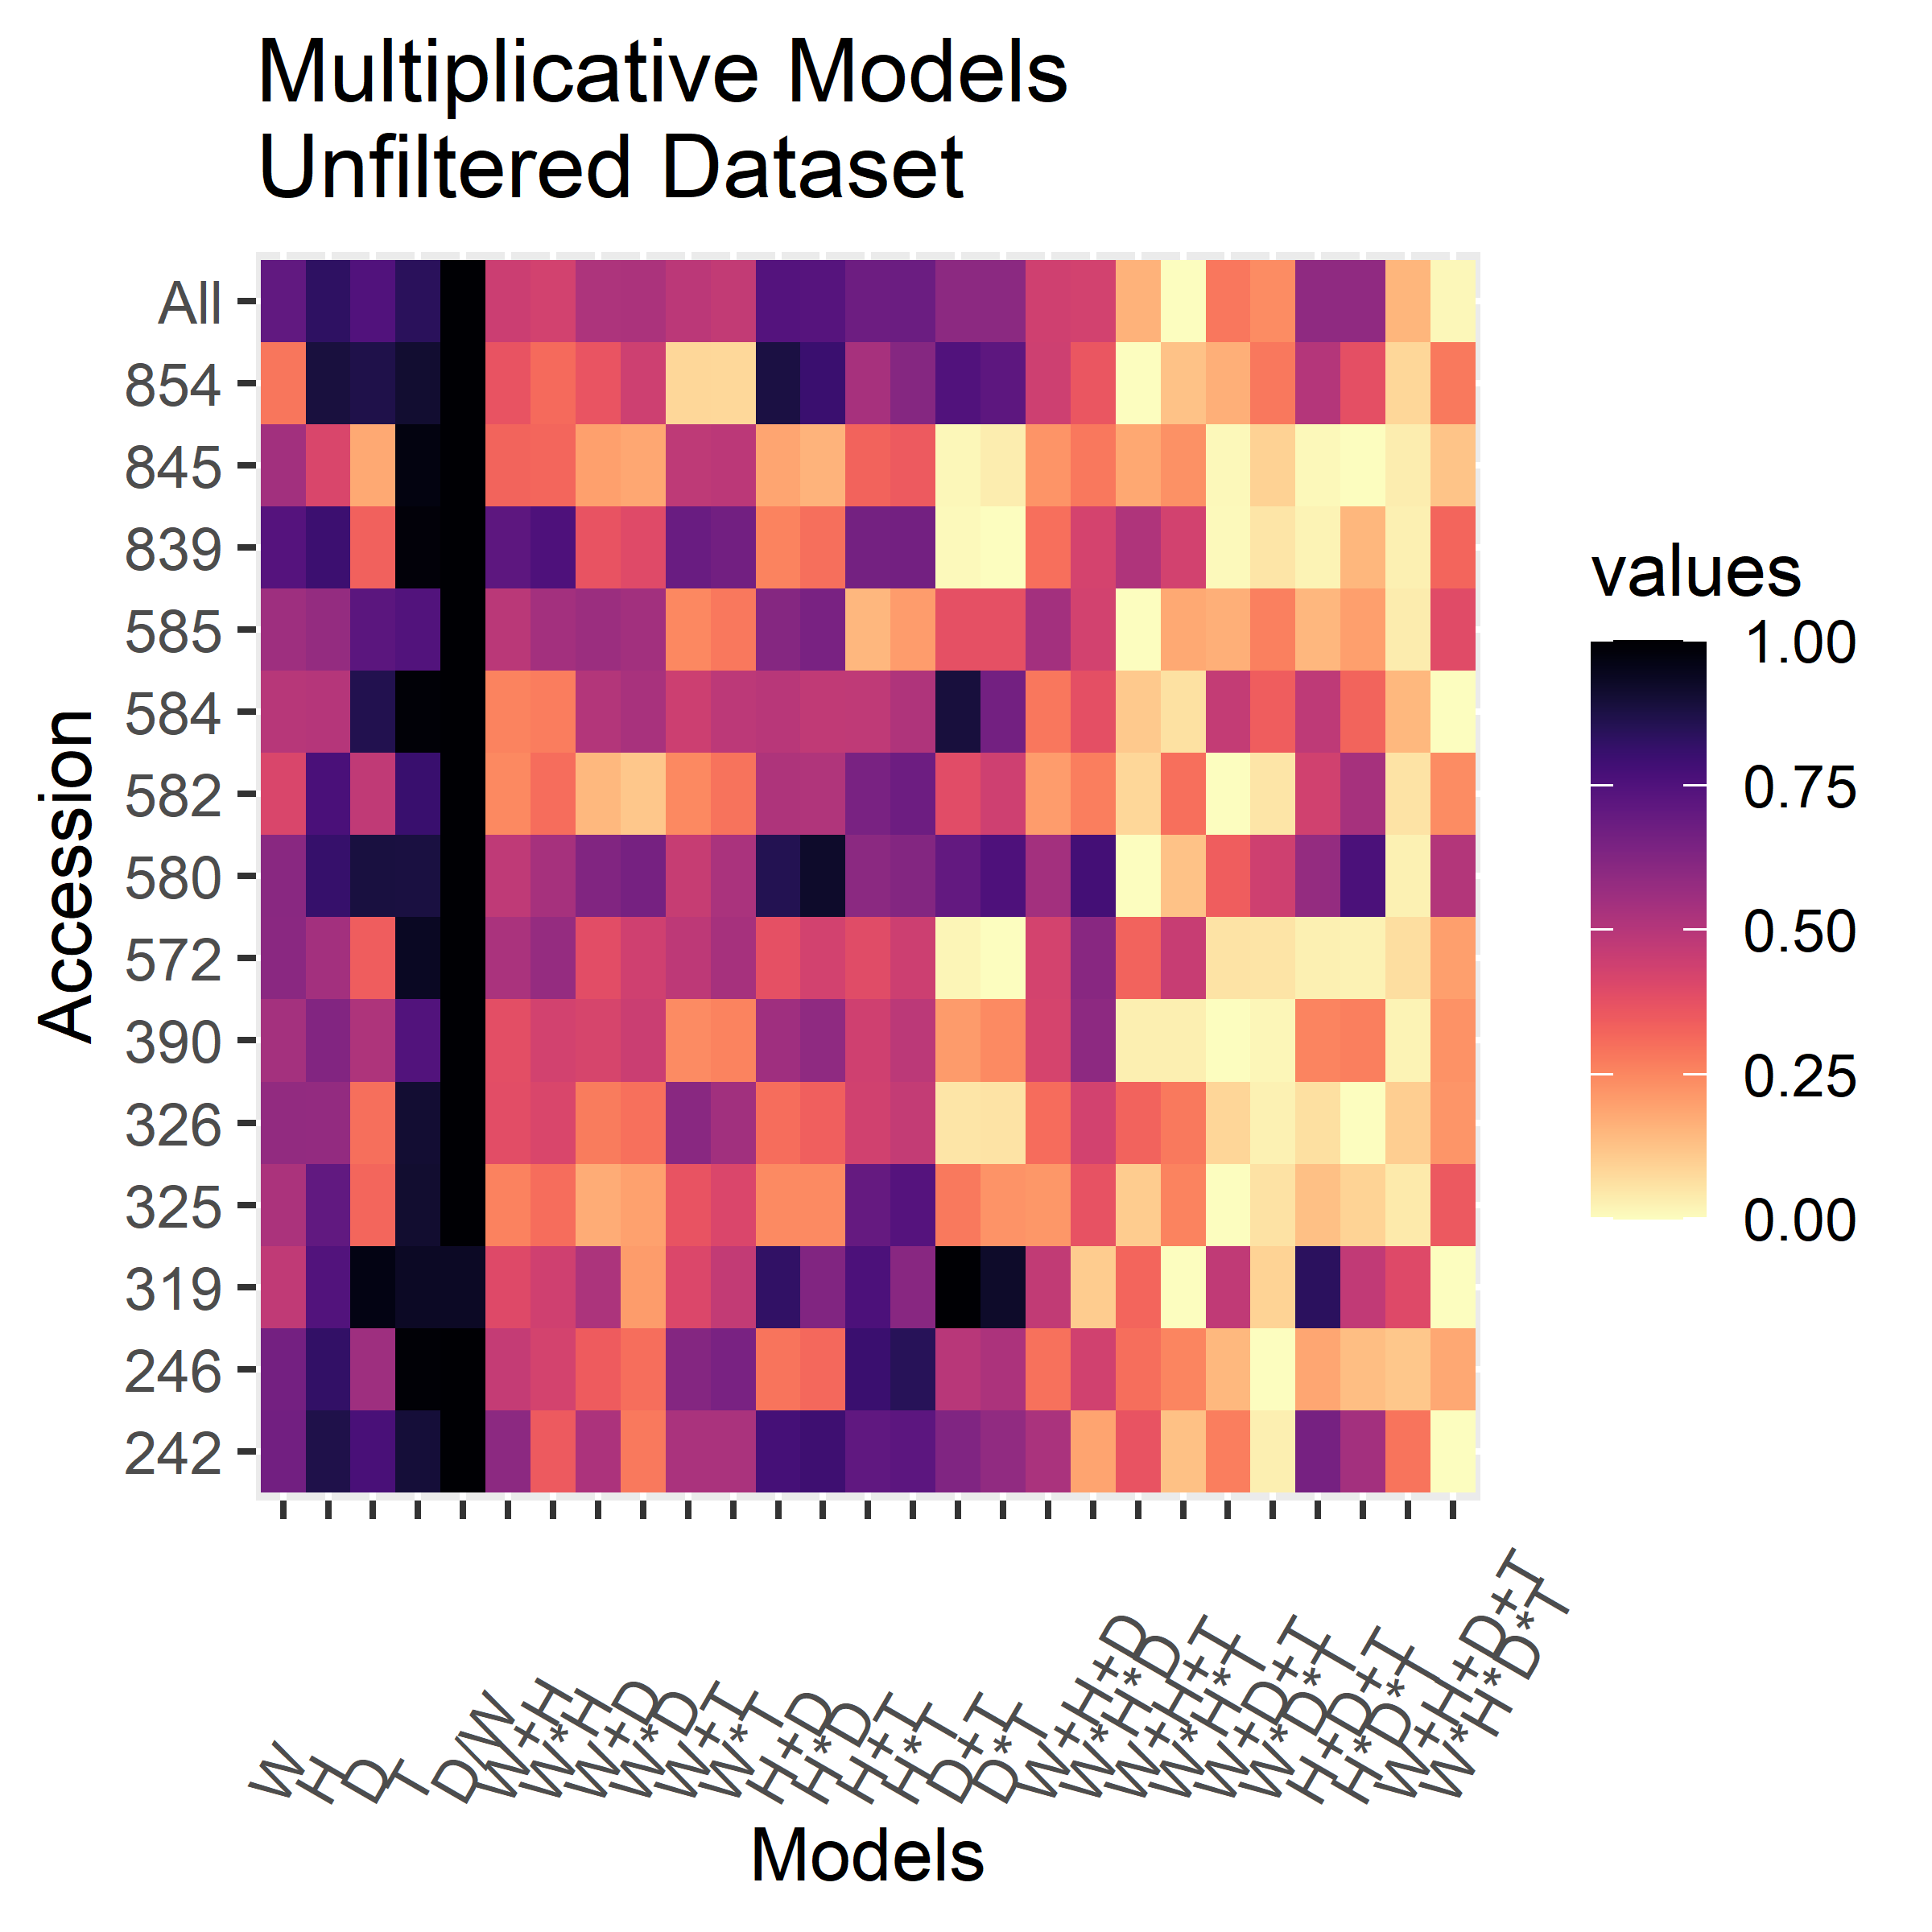 Multiplicative Models
Unfiltered Dataset
All
854
845
839
585
584
582
580
572
390
326
325
319
246
242
Accession
values
1.00
0.75
0.50
0.25
0.00
W
H
D
T
D/W
W+H
W*H
W+D
W*D
W+T
W*T
H+D
H*D
H+T
H*T
D+T
D*T
W+H+D
W*H*D
W+H+T
W*H*T
W+D+T
W*D*T
H+D+T
H*D*T
W+H+D+T
W*H*D*T
Models